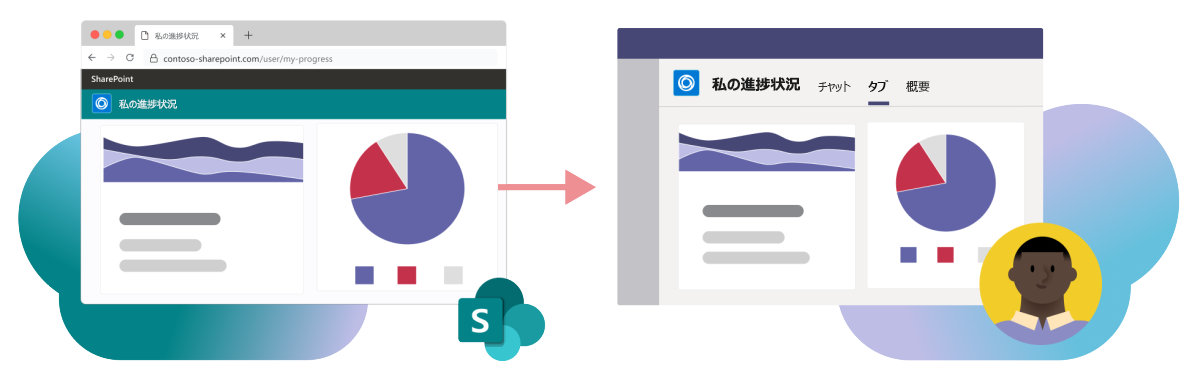 私の進捗状況
contoso-sharepoint.com/user/my-progress
SharePoint
私の進捗状況
S
私の進捗状況 チャット タブ 概要